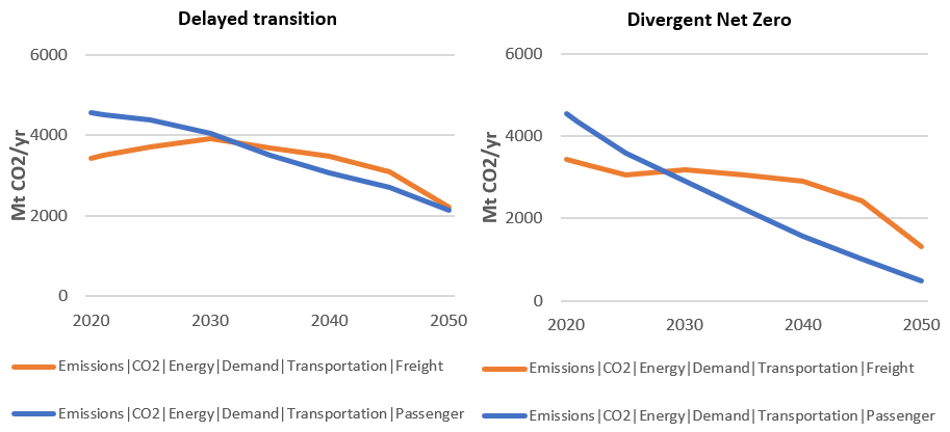 Delayed transition
Mt CO2/yr
6000
4000
2000
0
2020 2030 2040 2050
Emissions|CO2|Energy|Demand|Transportation|Freight
Emissions|CO2|Energy|Demand|Transportation|Passenger
Divergent Net Zero
Mt CO2/yr
6000
4000
2000
0
2020 2030 2040 2050
Emissions|CO2|Energy|Demand|Transportation|Freight
Emissions|CO2|Energy|Demand|Transportation|Passenger